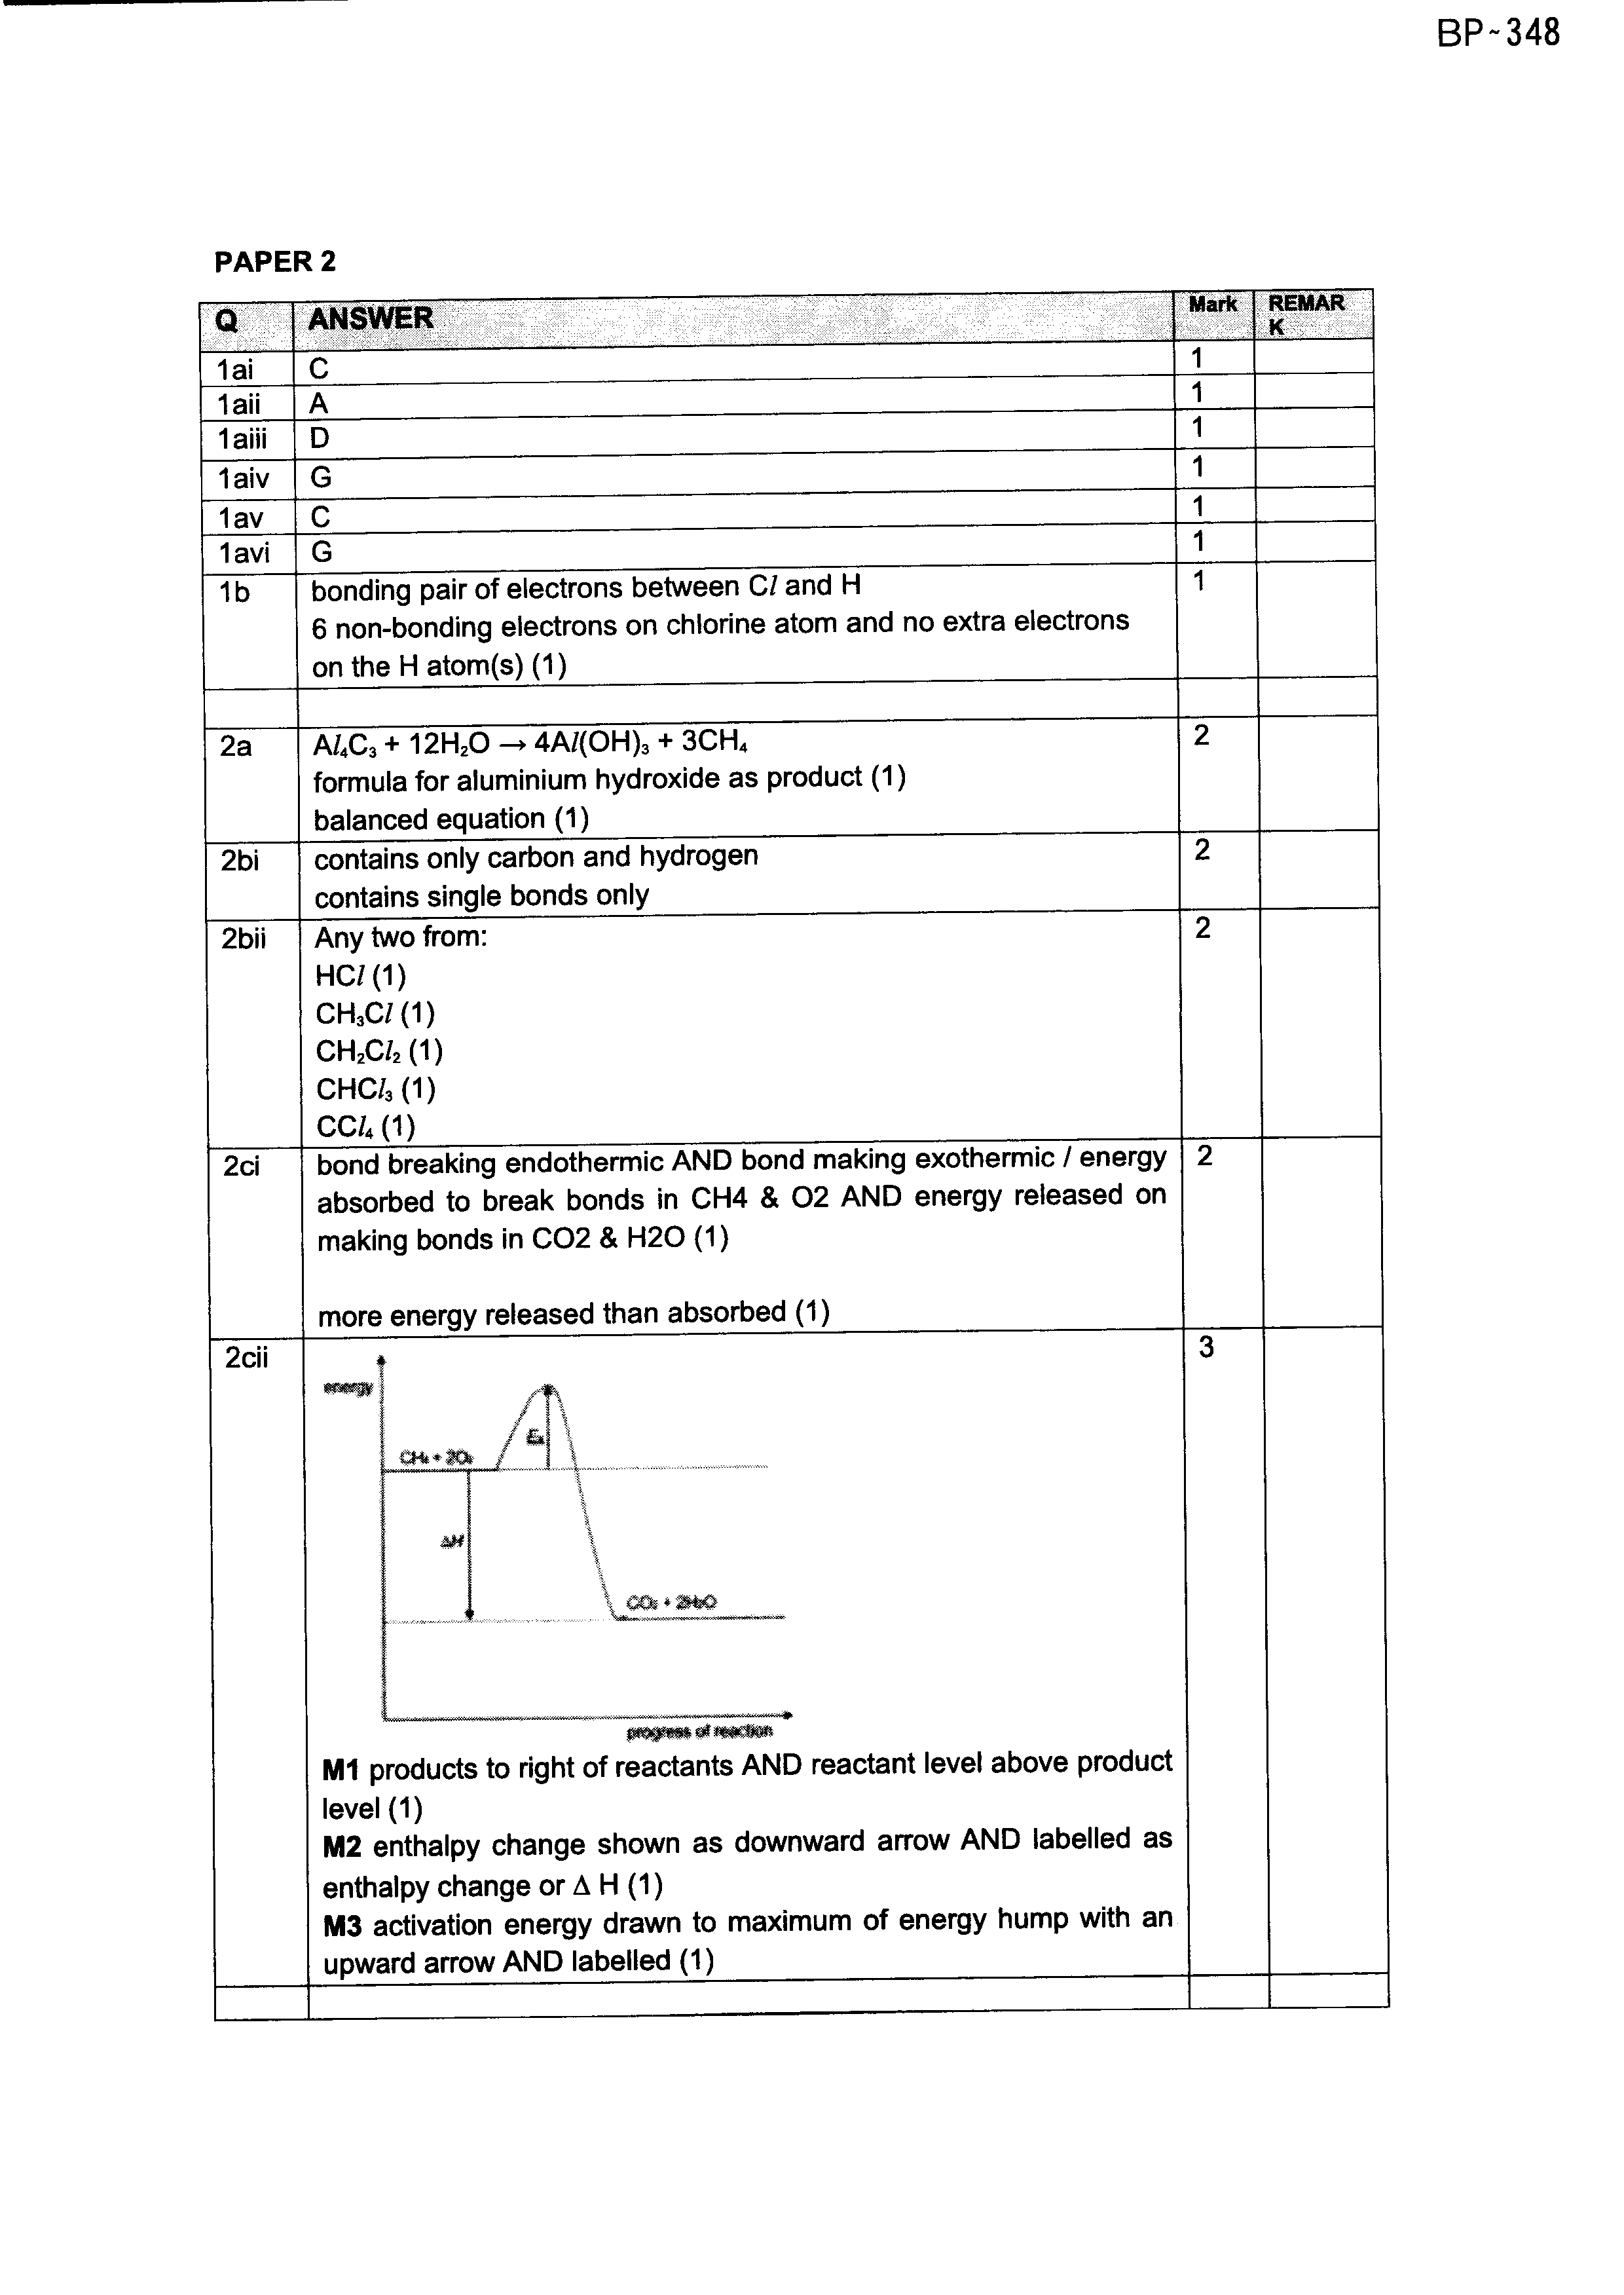 BP~348
PAPER 2
Q ANSWER Mark REMAR
K
1ai C 1
1aii A 1
1aiii D 1
1aiv G 1
1av C 1
1avi G 1
1b bonding pair of electrons between Cl and H 1
6 non-bonding electrons on chlorine atom and no extra electrons
on the H atom(s) (1)
2a Al₄C₃ + 12H₂O → 4Al(OH)₃ + 3CH₄ 2
formula for aluminium hydroxide as product (1)
balanced equation (1)
2bi contains only carbon and hydrogen 2
contains single bonds only
2bii Any two from: 2
HCl (1)
CH₃Cl (1)
CH₂Cl₂ (1)
CHCl₃ (1)
CCl₄ (1)
2ci bond breaking endothermic AND bond making exothermic / energy 2
absorbed to break bonds in CH4 & O2 AND energy released on
making bonds in CO2 & H2O (1)
more energy released than absorbed (1)
2cii 3
energy
Eₐ
CH₄ + 2O₂
ΔH
CO₂ + 2H₂O
progress of reaction
M1 products to right of reactants AND reactant level above product
level (1)
M2 enthalpy change shown as downward arrow AND labelled as
enthalpy change or Δ H (1)
M3 activation energy drawn to maximum of energy hump with an
upward arrow AND labelled (1)